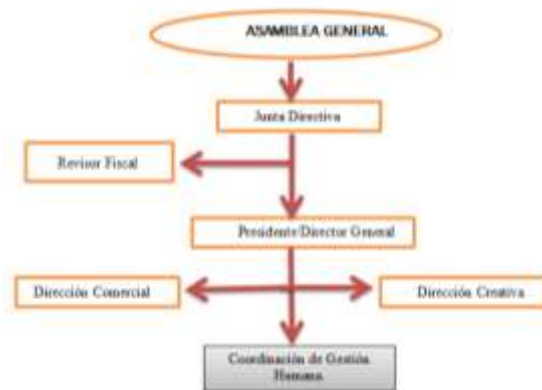 ASAMBLEA GENERAL
Junta Directiva
Revisor Fiscal
Presidente/Director General
Dirección Comercial
Dirección Creativa
Coordinación de Gestión
Humana